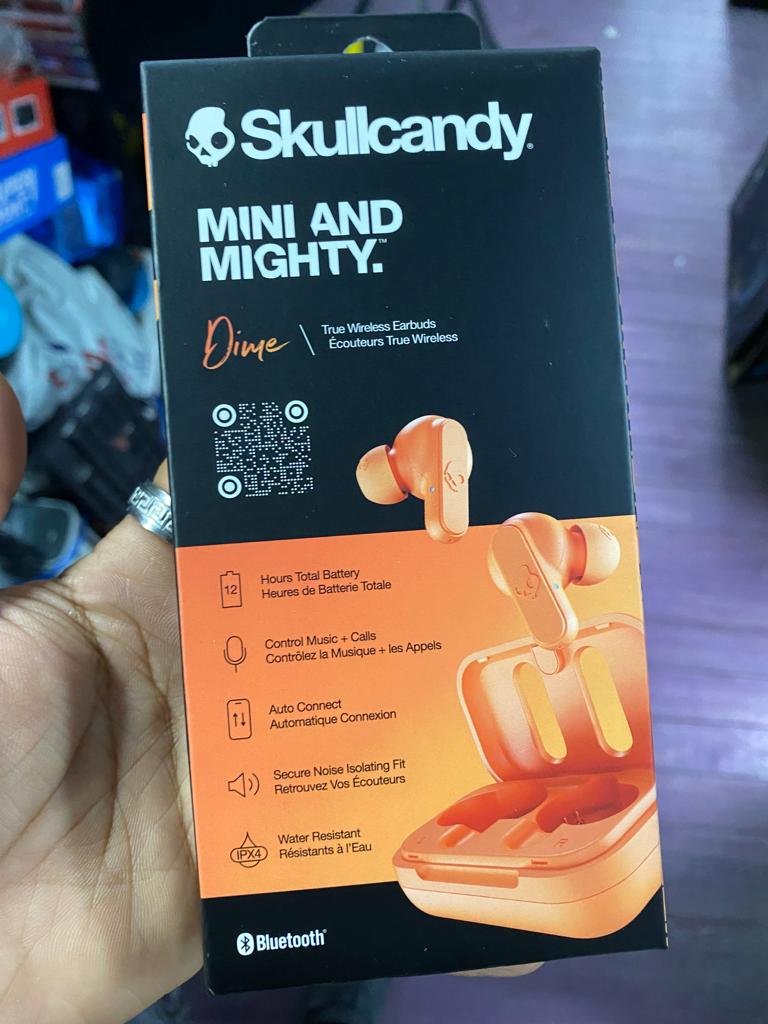 Skullcandy®
MINI AND
MIGHTY.™
Dime
True Wireless Earbuds
Écouteurs True Wireless
12
Hours Total Battery
Heures de Batterie Totale
Control Music + Calls
Contrôlez la Musique + les Appels
Auto Connect
Automatique Connexion
Secure Noise Isolating Fit
Retrouvez Vos Écouteurs
IPX4
Water Resistant
Résistants à l'Eau
Bluetooth®